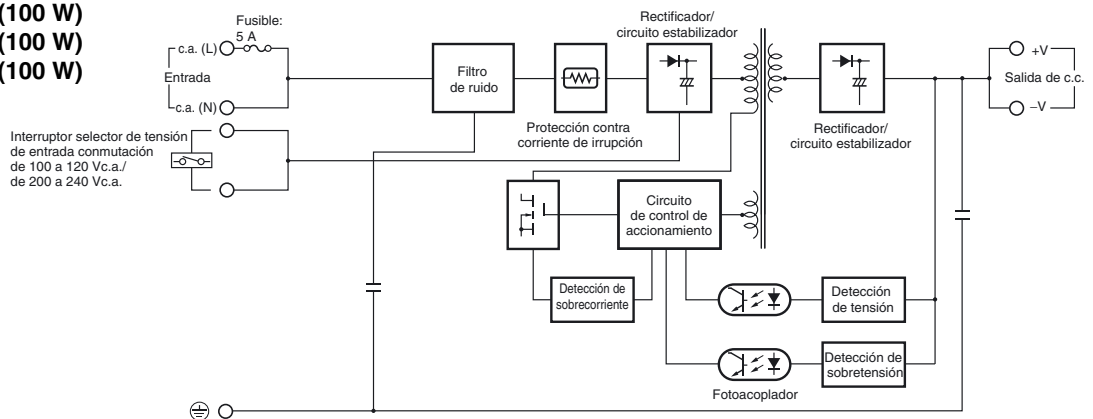 (100 W)
(100 W)
(100 W)
Fusible:
5 A
c.a. (L)
Entrada
c.a. (N)
Interruptor selector de tensión
de entrada conmutación
de 100 a 120 Vc.a./
de 200 a 240 Vc.a.
Filtro
de ruido
Protección contra
corriente de irrupción
Rectificador/
circuito estabilizador
Rectificador/
circuito estabilizador
+V
Salida de c.c.
–V
Circuito
de control de
accionamiento
Detección de
sobrecorriente
Detección
de tensión
Detección de
sobretensión
Fotoacoplador